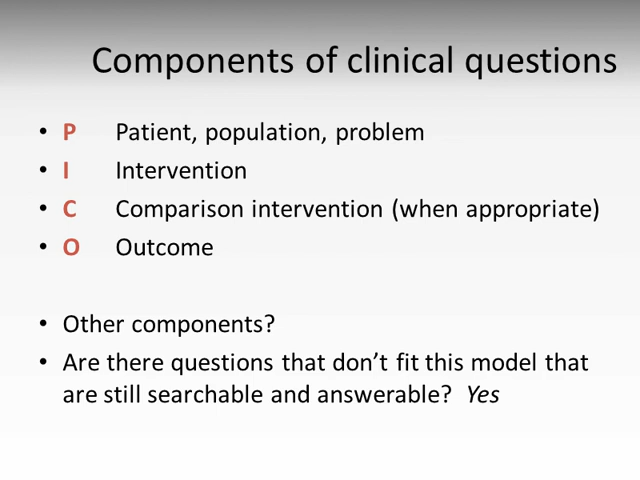 Components of clinical questions
• P Patient, population, problem
• I Intervention
• C Comparison intervention (when appropriate)
• O Outcome
• Other components?
• Are there questions that don’t fit this model that
are still searchable and answerable? Yes